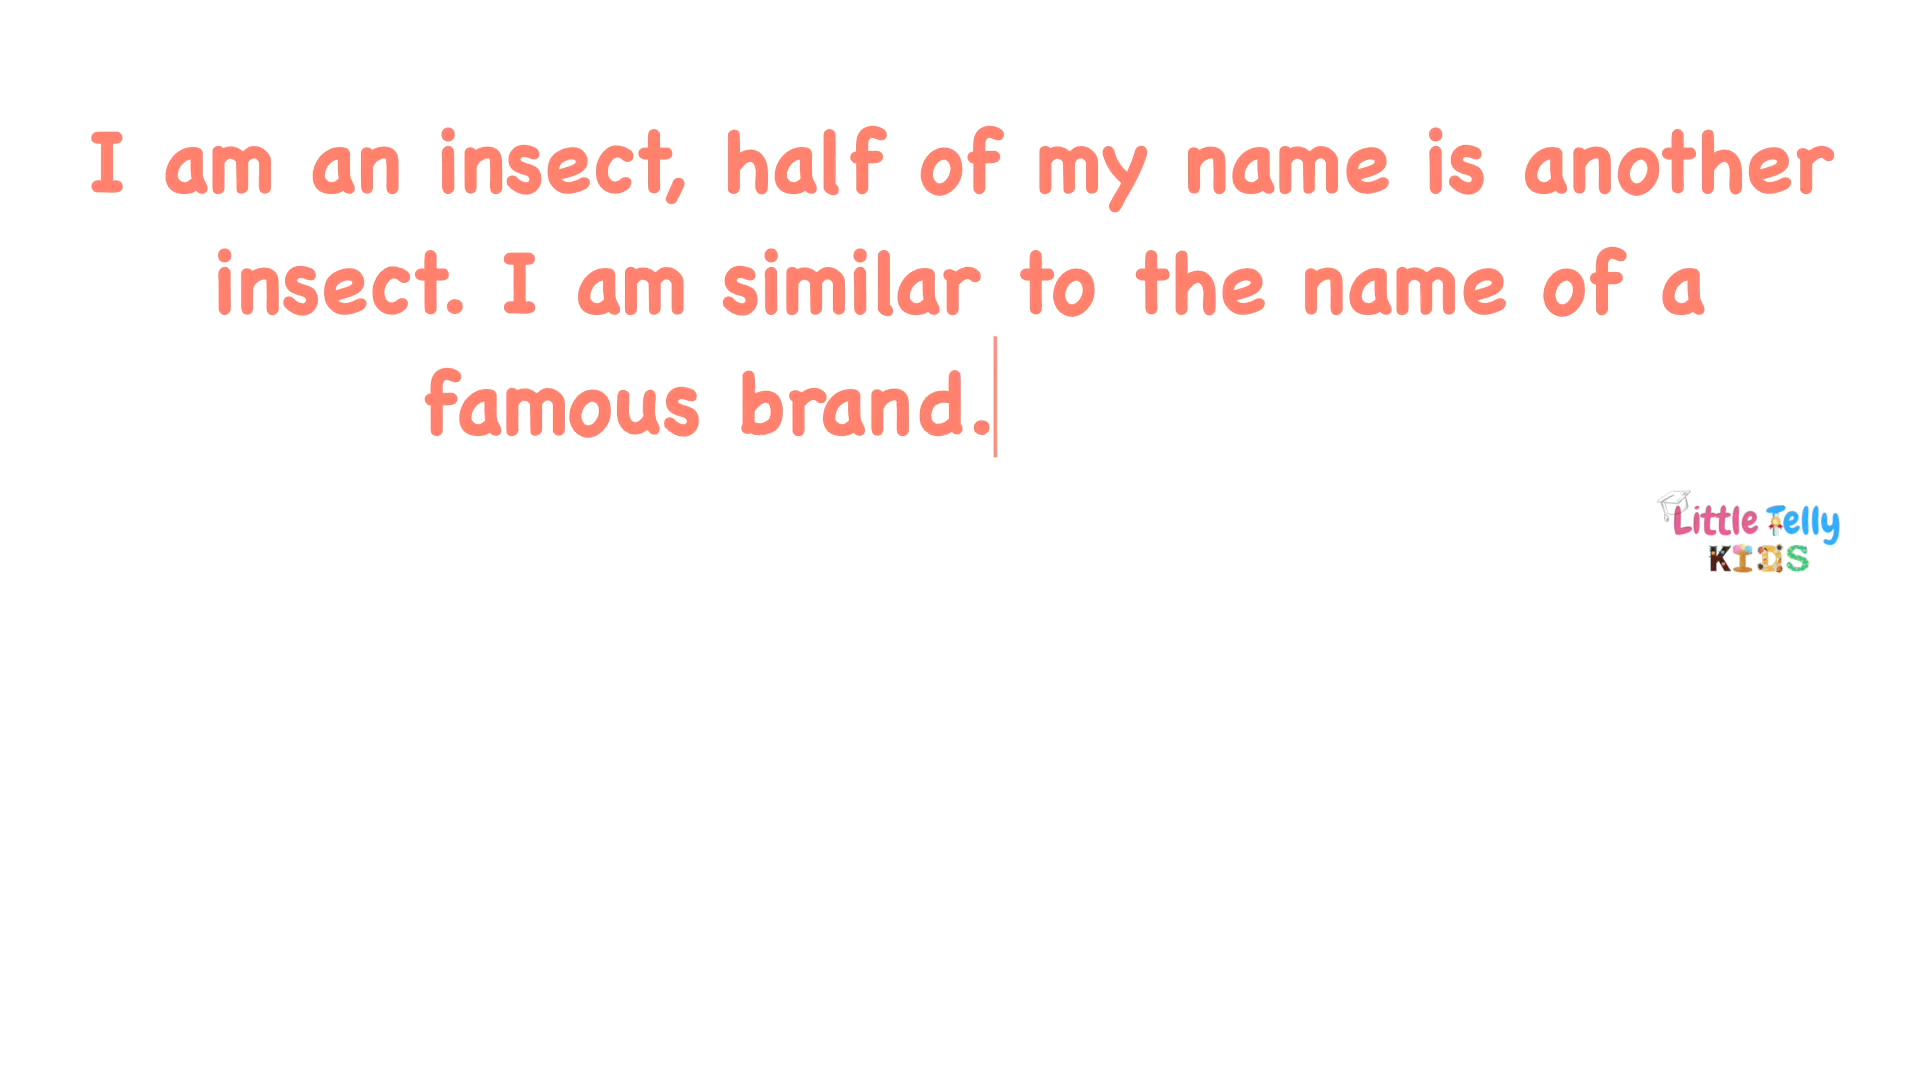 I am an insect, half of my name is another
insect. I am similar to the name of a
famous brand.
Little Telly
KIDS